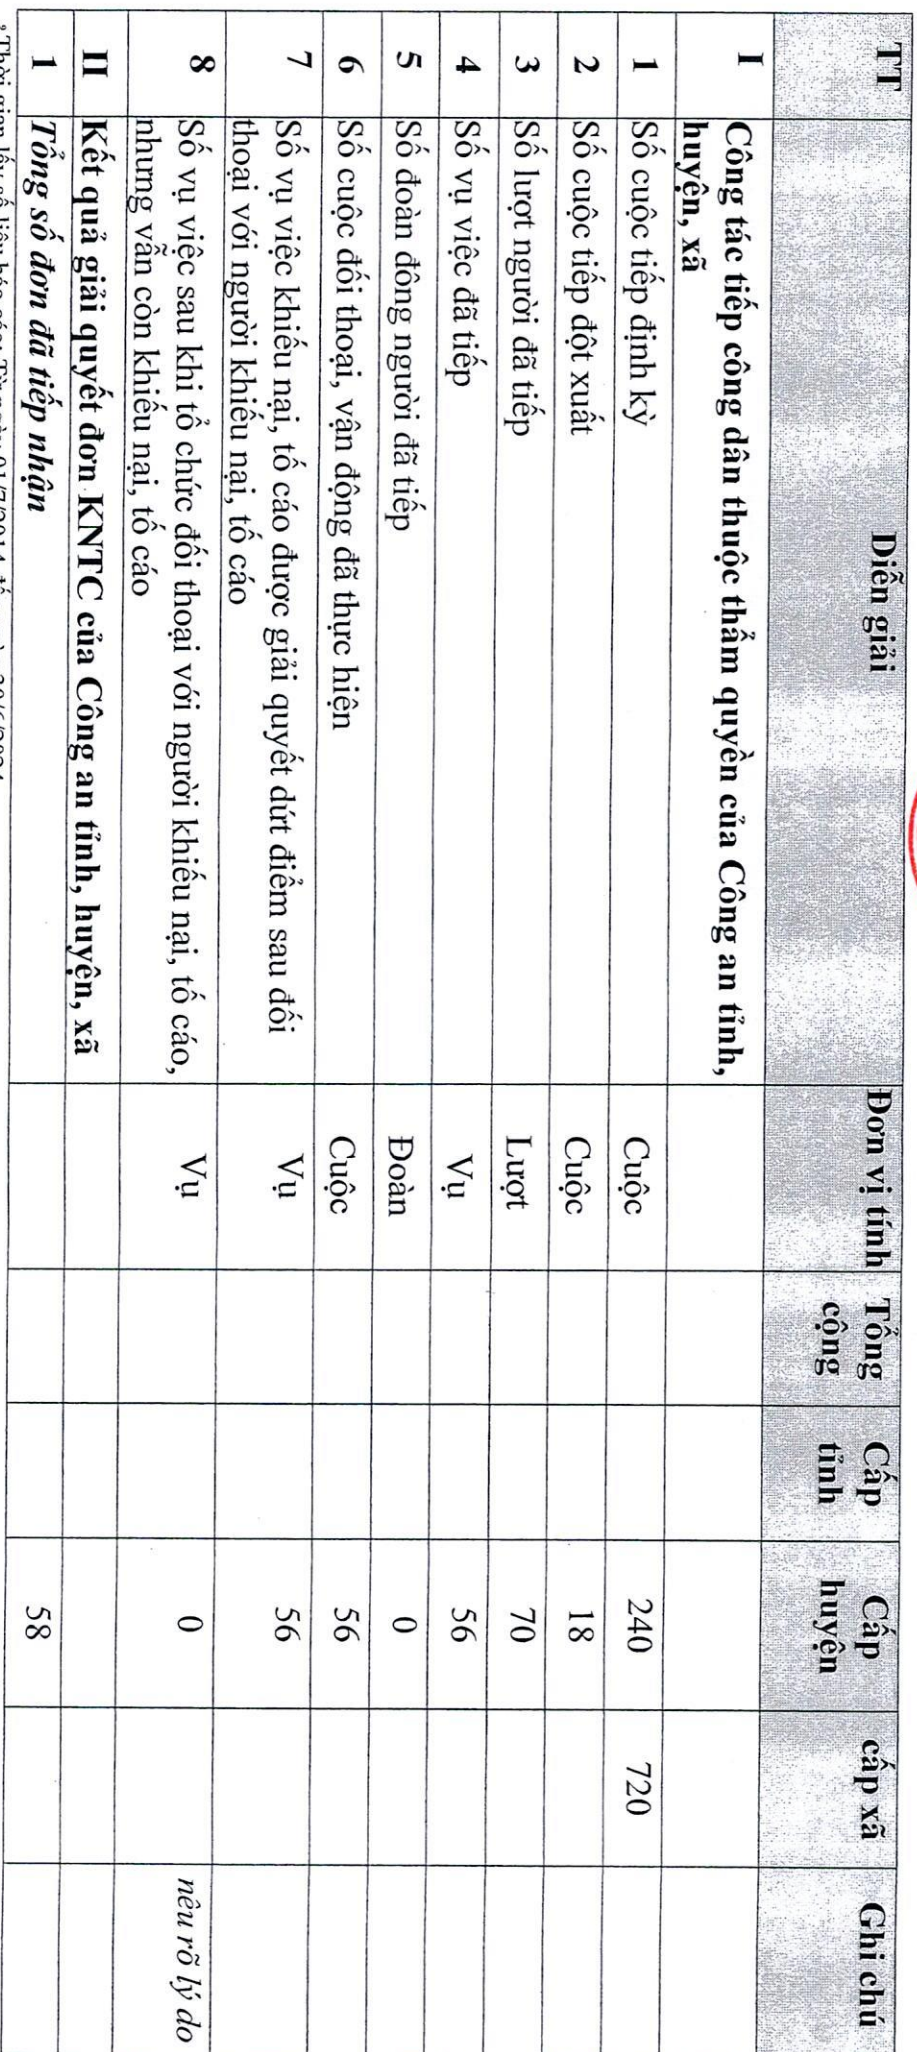 TT Diễn giải Đơn vị tính Tổng cộng Cấp tỉnh Cấp huyện cấp xã Ghi chú
I Công tác tiếp công dân thuộc thẩm quyền của Công an tỉnh,
huyện, xã
1 Số cuộc tiếp định kỳ Cuộc 240 720
2 Số cuộc tiếp đột xuất Cuộc 18
3 Số lượt người đã tiếp Lượt 70
4 Số vụ việc đã tiếp Vụ 56
5 Số đoàn đông người đã tiếp Đoàn 0
6 Số cuộc đối thoại, vận động đã thực hiện Cuộc 56
7 Số vụ việc khiếu nại, tố cáo được giải quyết dứt điểm sau đối
thoại với người khiếu nại, tố cáo Vụ 56
8 Số vụ việc sau khi tổ chức đối thoại với người khiếu nại, tố cáo,
nhưng vẫn còn khiếu nại, tố cáo Vụ 0 nêu rõ lý do
II Kết quả giải quyết đơn KNTC của Công an tỉnh, huyện, xã
1 Tổng số đơn đã tiếp nhận 58